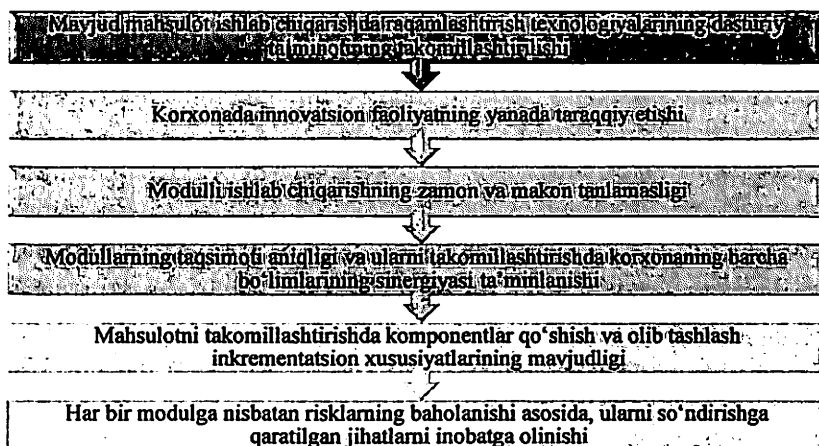 Mavjud mahsulot ishlab chiqarishda raqamlashtirish texnologiyalarining dasturiy
ta'minotining takomillashtirilishi
Korxonada innovatsion faoliyatning yanada taraqqiy etishi
Modulli ishlab chiqarishning zamon va makon tanlamasligi
Modullarning taqsimoti aniqligi va ularni takomillashtirishda korxonaning barcha
bo‘limlarining sinergiyasi ta’minlanishi
Mahsulotni takomillashtirishda komponentlar qo‘shish va olib tashlash
inkrementatsion xususiyatlarining mavjudligi
Har bir modulga nisbatan risklarning baholanishi asosida, ularni so‘ndirishga
qaratilgan jihatlarni inobatga olinishi